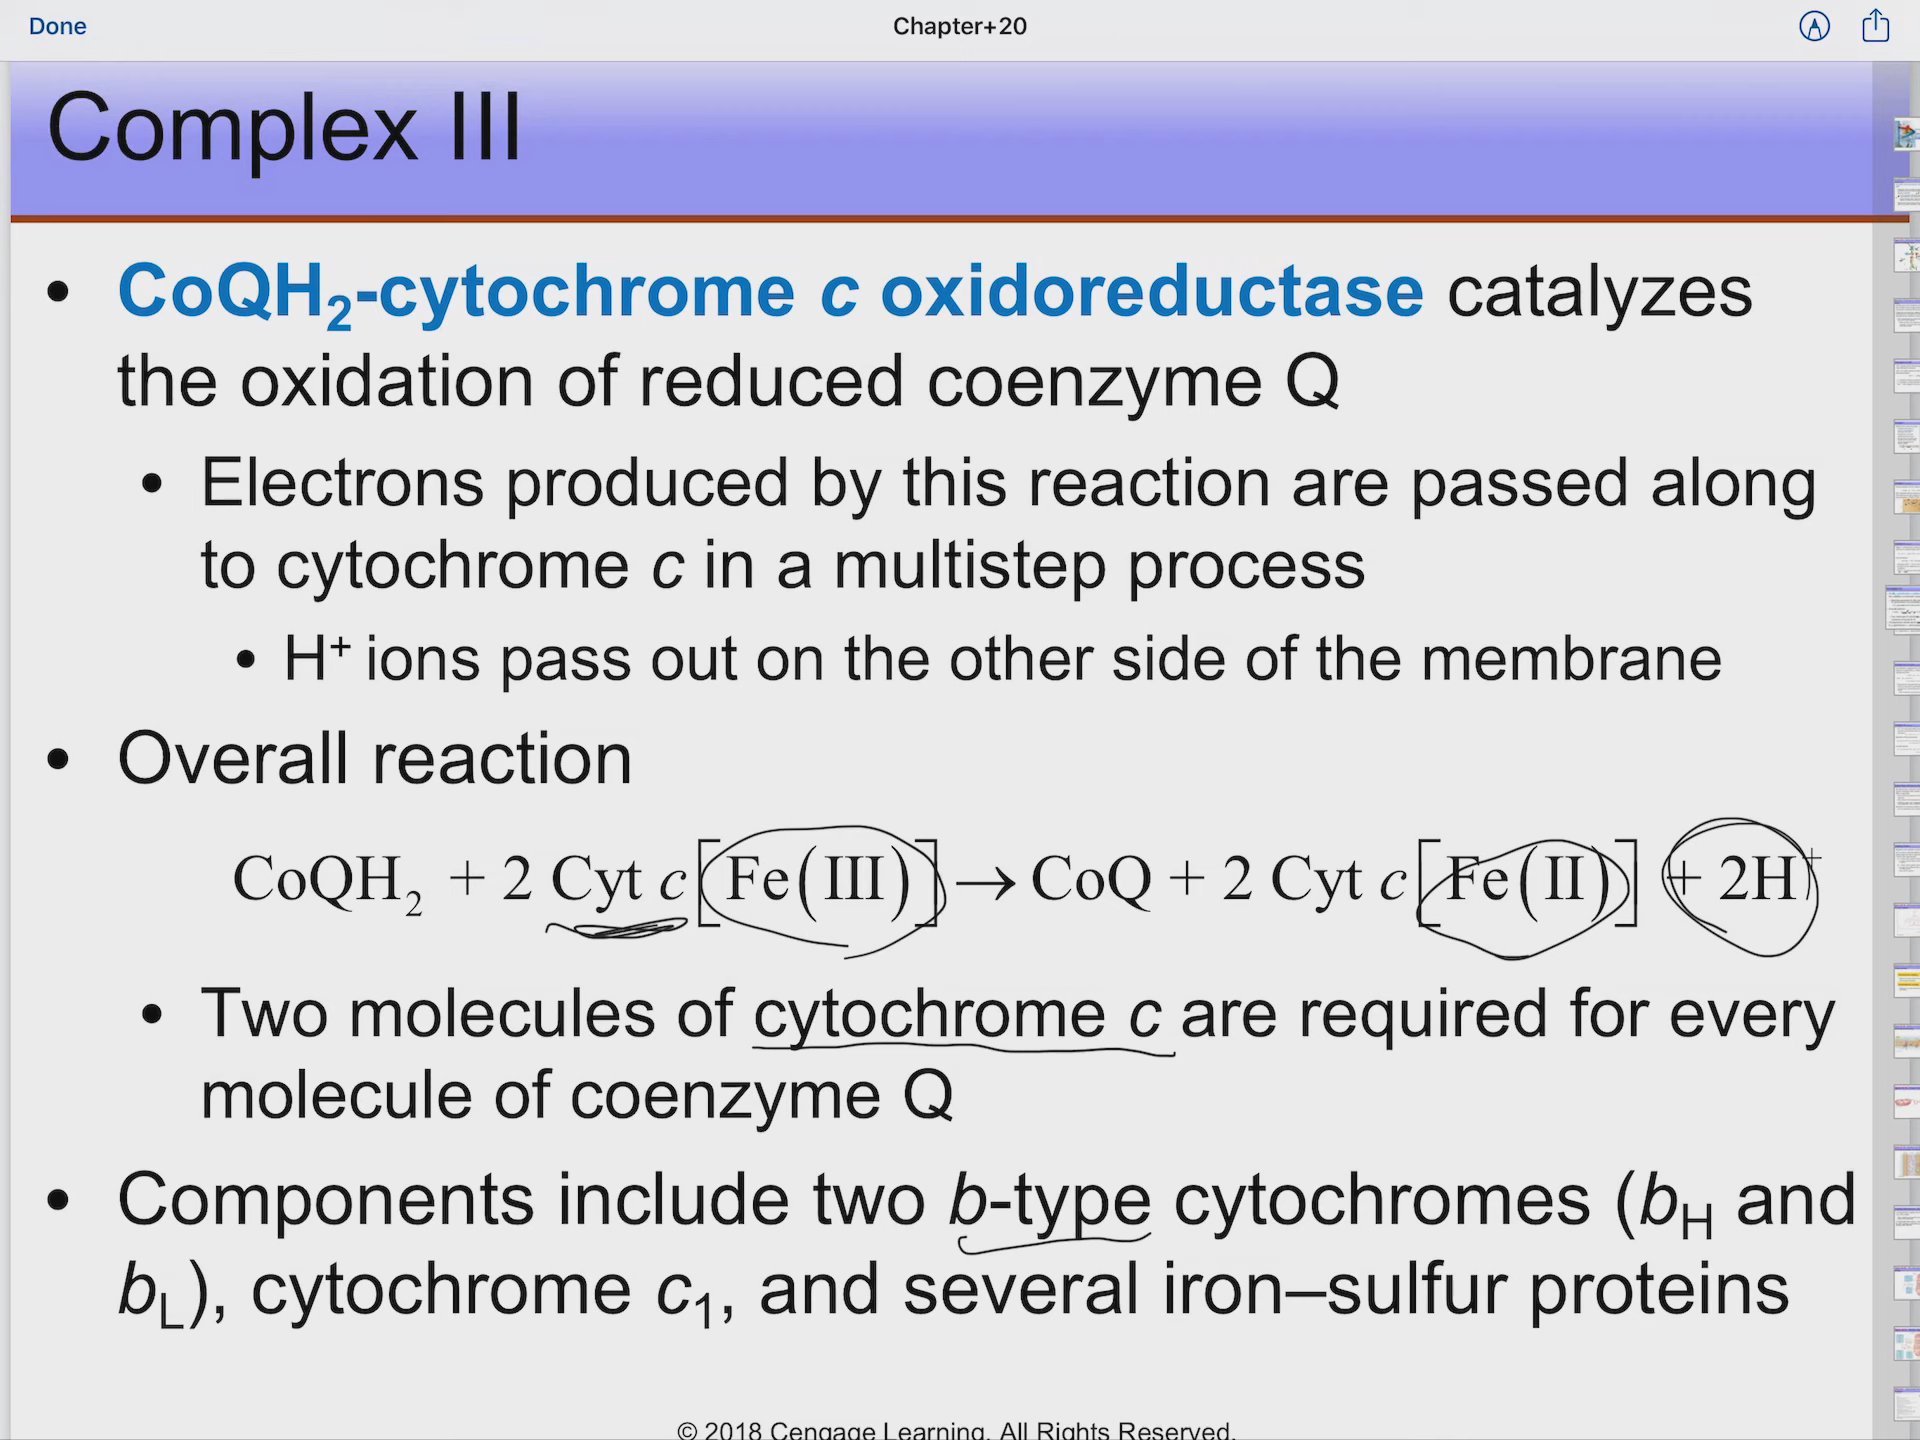 Done
Chapter+20
Complex III
• CoQH₂-cytochrome c oxidoreductase catalyzes
the oxidation of reduced coenzyme Q
• Electrons produced by this reaction are passed along
to cytochrome c in a multistep process
• H⁺ ions pass out on the other side of the membrane
• Overall reaction
CoQH₂ + 2 Cyt c[Fe(III)] → CoQ + 2 Cyt c[Fe(II)] + 2H⁺
• Two molecules of cytochrome c are required for every
molecule of coenzyme Q
• Components include two b-type cytochromes (b_H and
b_L), cytochrome c₁, and several iron–sulfur proteins
© 2018 Cengage Learning. All Rights Reserved.